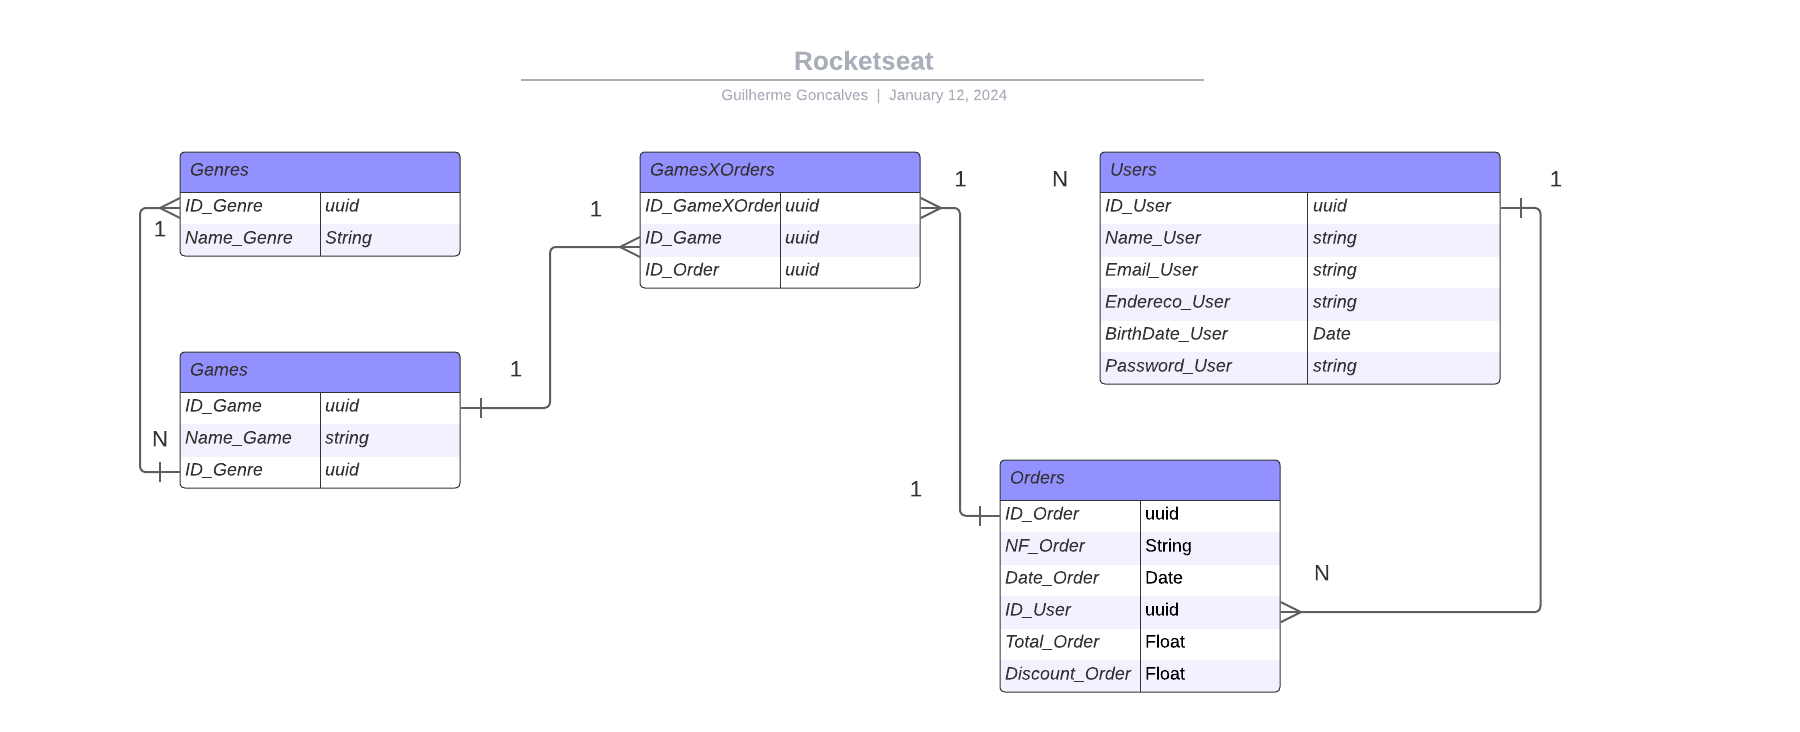 Rocketseat
Guilherme Goncalves | January 12, 2024
Genres
ID_Genre uuid
Name_Genre String
1
N
Games
ID_Game uuid
Name_Game string
ID_Genre uuid
1
1
GamesXOrders
ID_GameXOrder uuid
ID_Game uuid
ID_Order uuid
1
1
N
Users
ID_User uuid
Name_User string
Email_User string
Endereco_User string
BirthDate_User Date
Password_User string
1
Orders
ID_Order uuid
NF_Order String
Date_Order Date
ID_User uuid
Total_Order Float
Discount_Order Float
N